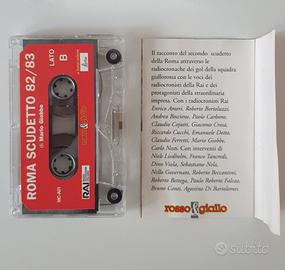 ROMA SCUDETTO 82/83
di Mario Giobbe
LATO
B
rosso&giallo
RAI
MC-A01
Il racconto del secondo scudetto
della Roma attraverso le
radiocronache dei gol della squadra
giallorossa e con le voci dei
radiocronisti della Rai e dei
protagonisti della straordinaria
impresa. Con i radiocronisti Rai
Enrico Ameri, Roberto Bortoluzzi,
Andrea Boscione, Paolo Carbone,
Claudio Cojutti, Giacomo Crosa,
Riccardo Cucchi, Emanuele Dotto,
Claudio Ferretti, Mario Giobbe,
Carlo Nesti. Con interventi di
Niels Liedholm, Franco Tancredi,
Dino Viola, Sebastiano Nela,
Nello Governato, Roberto Beccantini,
Roberto Bettega, Paulo Roberto Falcao,
Bruno Conti, Agostino Di Bartolomei
rosso&giallo
subito